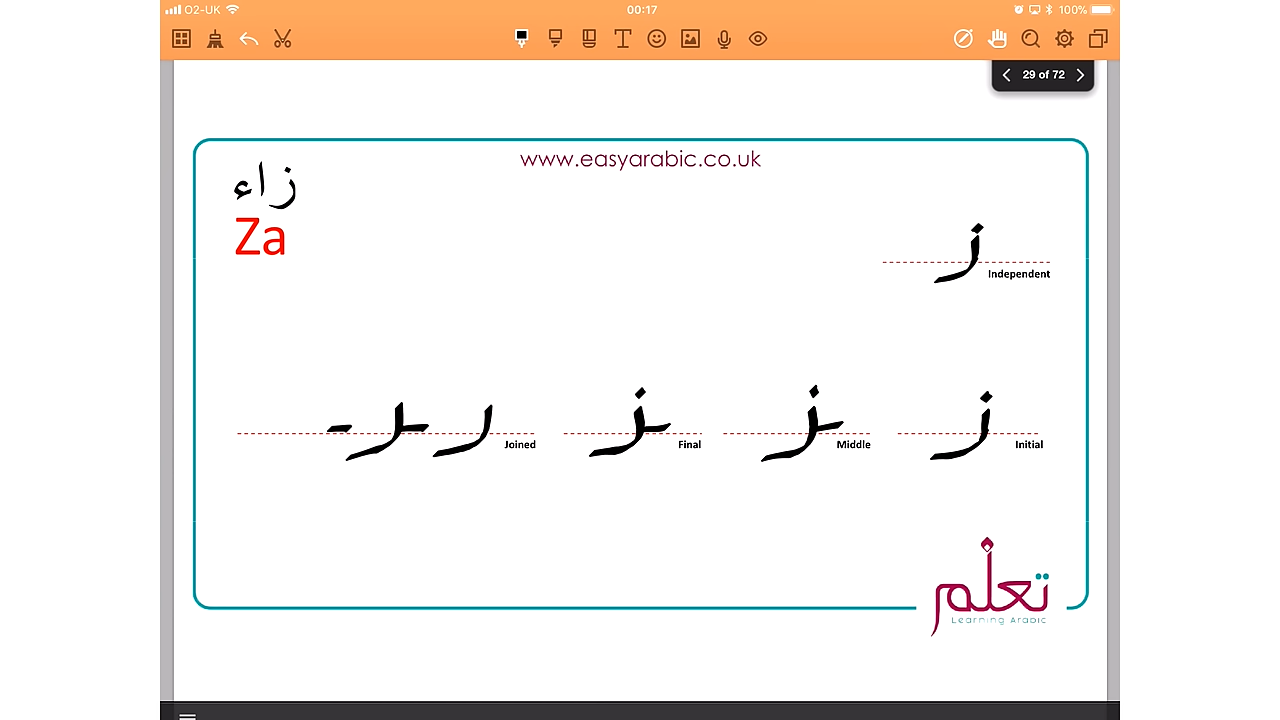 O2-UK 00:17 100%
29 of 72
www.easyarabic.co.uk
زاء
Za
ز
Independent
ز
Initial
ـز
Middle
ـز
Final
ر ـر ـ
Joined
تعلم
Learning Arabic